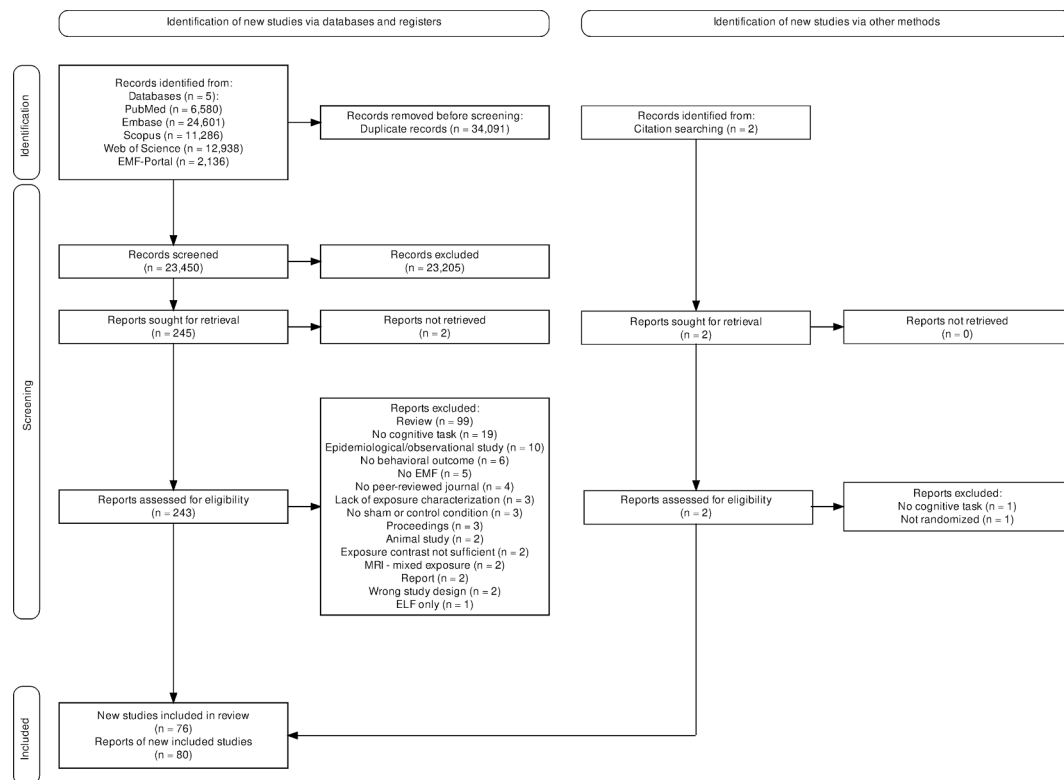 Identification of new studies via databases and registers
Identification of new studies via other methods
Identification
Records identified from:
Databases (n = 5):
PubMed (n = 6,580)
Embase (n = 24,601)
Scopus (n = 11,286)
Web of Science (n = 12,938)
EMF-Portal (n = 2,136)
Records removed before screening:
Duplicate records (n = 34,091)
Records identified from:
Citation searching (n = 2)
Screening
Records screened
(n = 23,450)
Records excluded
(n = 23,205)
Reports sought for retrieval
(n = 245)
Reports not retrieved
(n = 2)
Reports sought for retrieval
(n = 2)
Reports not retrieved
(n = 0)
Reports assessed for eligibility
(n = 243)
Reports excluded:
Review (n = 99)
No cognitive task (n = 19)
Epidemiological/observational study (n = 10)
No behavioral outcome (n = 6)
No EMF (n = 5)
No peer-reviewed journal (n = 4)
Lack of exposure characterization (n = 3)
No sham or control condition (n = 3)
Proceedings (n = 3)
Animal study (n = 2)
Exposure contrast not sufficient (n = 2)
MRI - mixed exposure (n = 2)
Report (n = 2)
Wrong study design (n = 2)
ELF only (n = 1)
Reports assessed for eligibility
(n = 2)
Reports excluded:
No cognitive task (n = 1)
Not randomized (n = 1)
Included
New studies included in review
(n = 76)
Reports of new included studies
(n = 80)